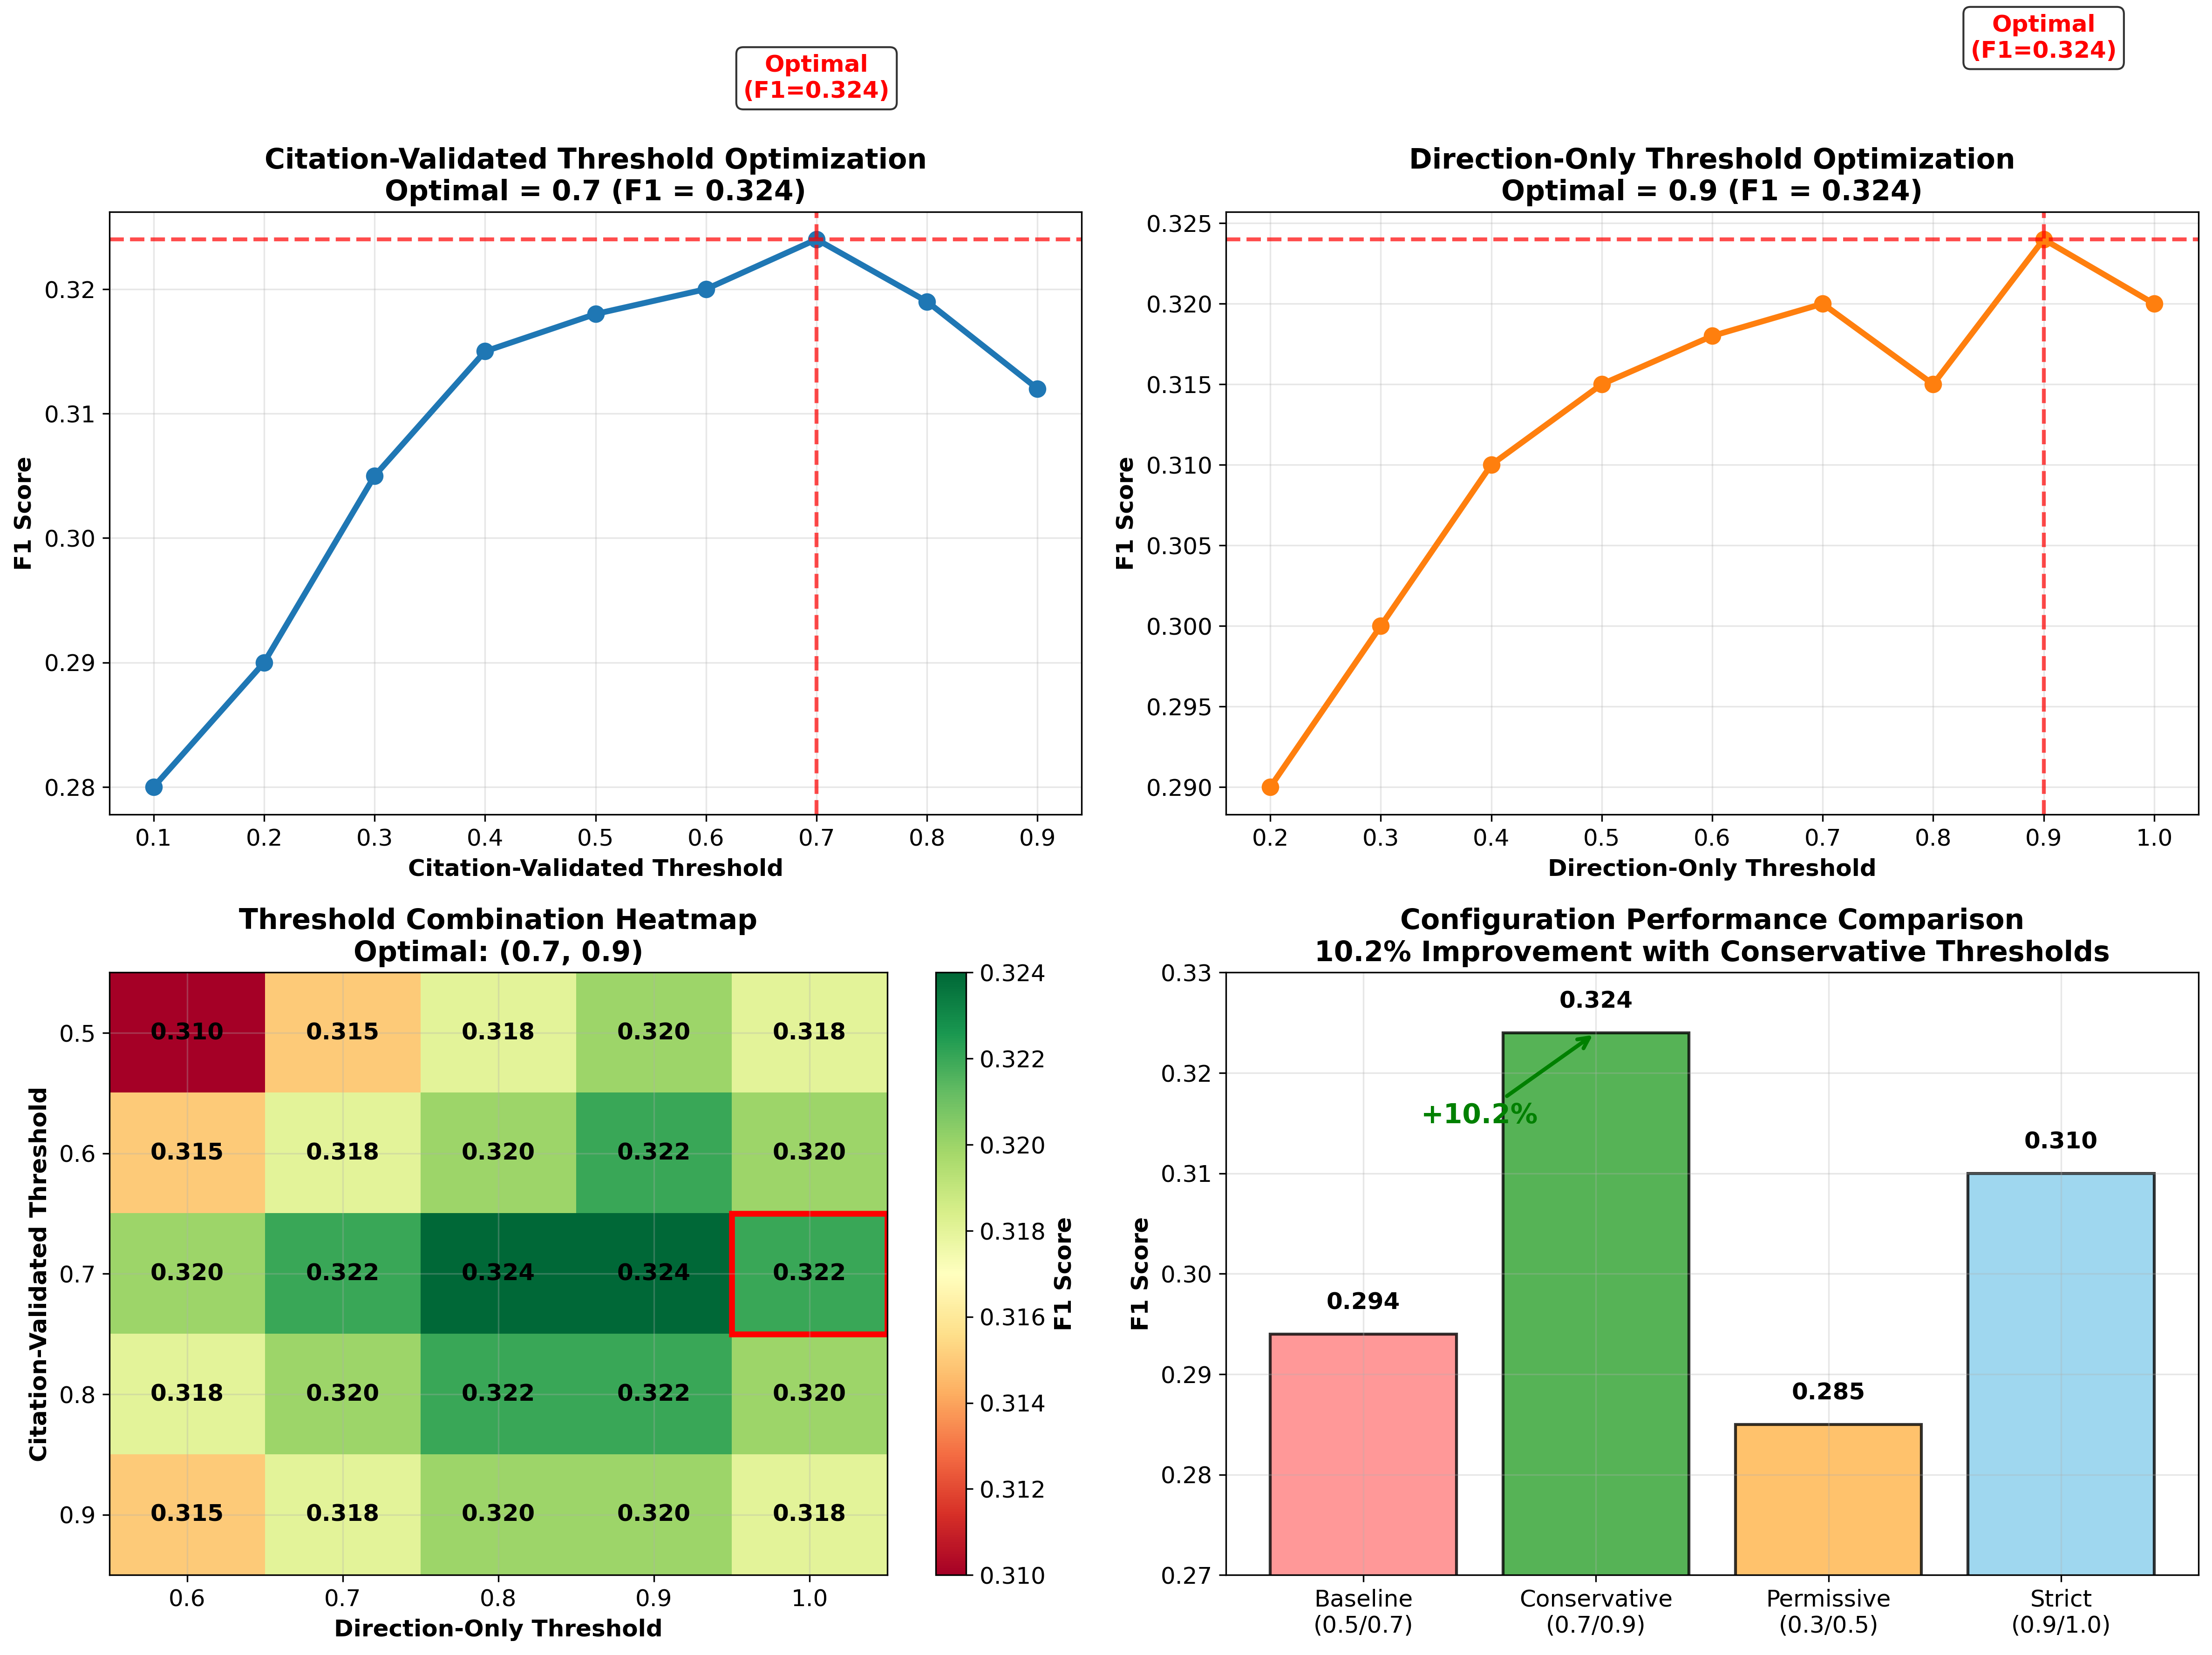 Optimal
(F1=0.324)
Optimal
(F1=0.324)
Citation-Validated Threshold Optimization
Optimal = 0.7 (F1 = 0.324)
F1 Score
0.32
0.31
0.30
0.29
0.28
0.1 0.2 0.3 0.4 0.5 0.6 0.7 0.8 0.9
Citation-Validated Threshold
Direction-Only Threshold Optimization
Optimal = 0.9 (F1 = 0.324)
F1 Score
0.325
0.320
0.315
0.310
0.305
0.300
0.295
0.290
0.2 0.3 0.4 0.5 0.6 0.7 0.8 0.9 1.0
Direction-Only Threshold
Threshold Combination Heatmap
Optimal: (0.7, 0.9)
Citation-Validated Threshold
0.5 0.310 0.315 0.318 0.320 0.318
0.6 0.315 0.318 0.320 0.322 0.320
0.7 0.320 0.322 0.324 0.324 0.322
0.8 0.318 0.320 0.322 0.322 0.320
0.9 0.315 0.318 0.320 0.320 0.318
0.6 0.7 0.8 0.9 1.0
Direction-Only Threshold
0.324
0.322
0.320
0.318
0.316
0.314
0.312
0.310
F1 Score
Configuration Performance Comparison
10.2% Improvement with Conservative Thresholds
F1 Score
0.33
0.32
0.31
0.30
0.29
0.28
0.27
0.294
0.324
+10.2%
0.285
0.310
Baseline
(0.5/0.7)
Conservative
(0.7/0.9)
Permissive
(0.3/0.5)
Strict
(0.9/1.0)